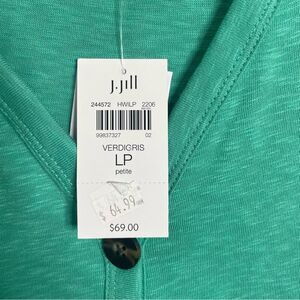 J.Jill
244572 HWILP 2206
99837327 02
VERDIGRIS
LP
petite
$ 64.99
$69.00